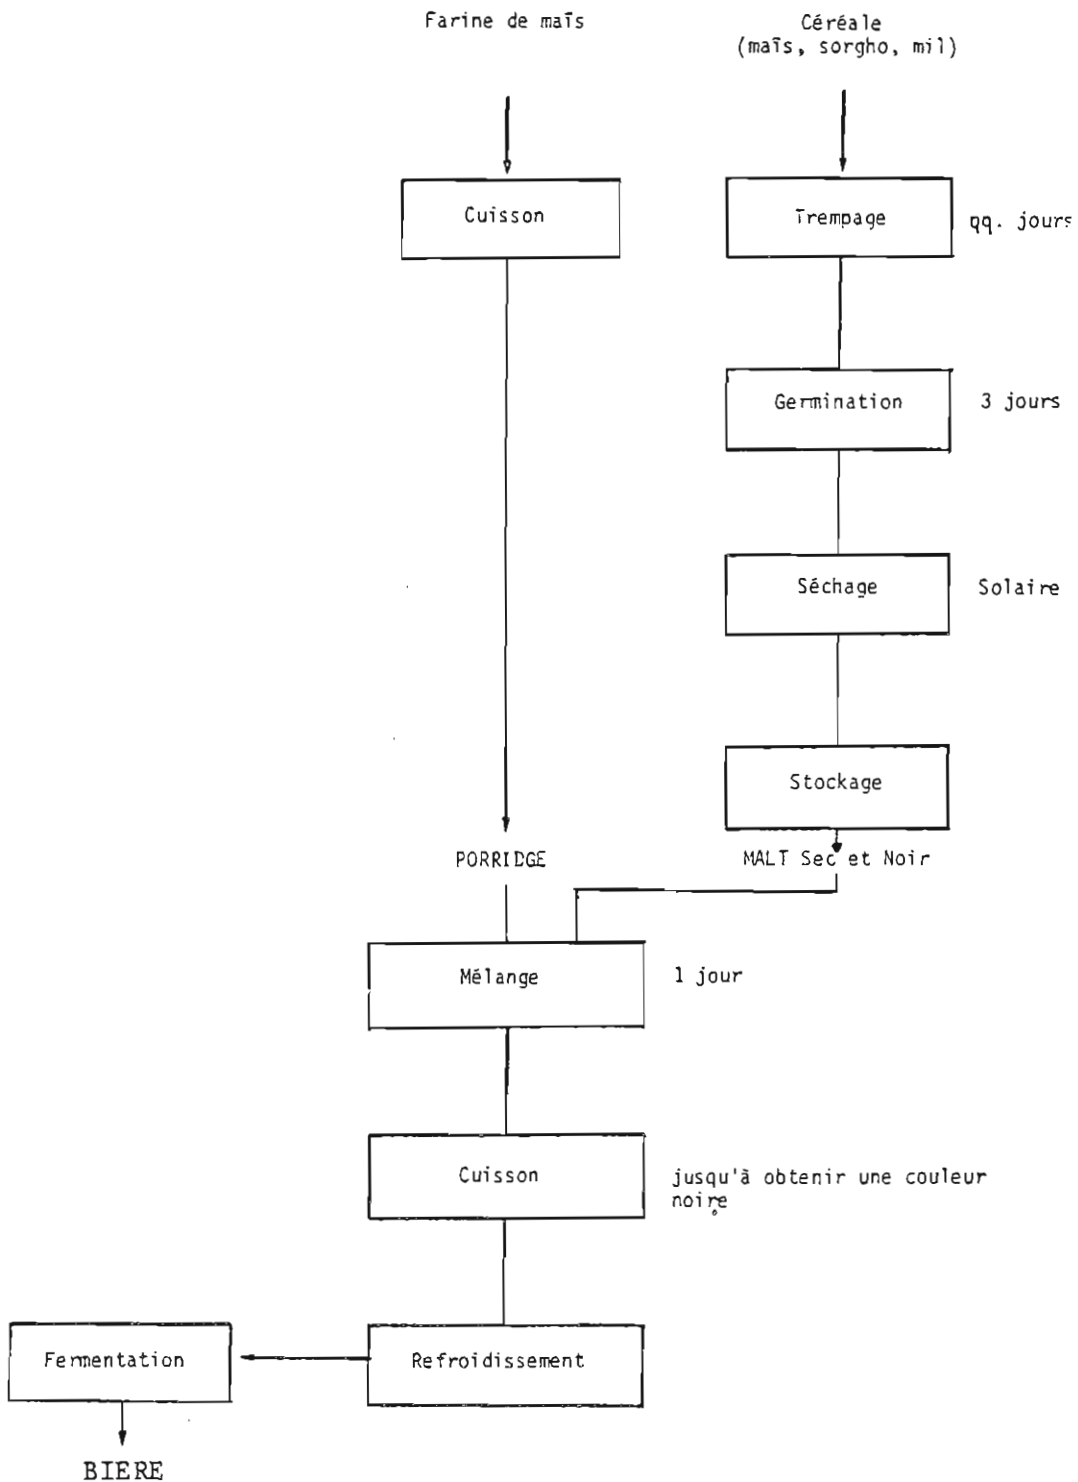 Farine de maïs
Céréale
(maïs, sorgho, mil)
Cuisson
Trempage
qq. jours
Germination
3 jours
Séchage
Solaire
Stockage
PORRIDGE
MALT Sec et Noir
Mélange
1 jour
Cuisson
jusqu'à obtenir une couleur
noire
Fermentation
Refroidissement
BIERE